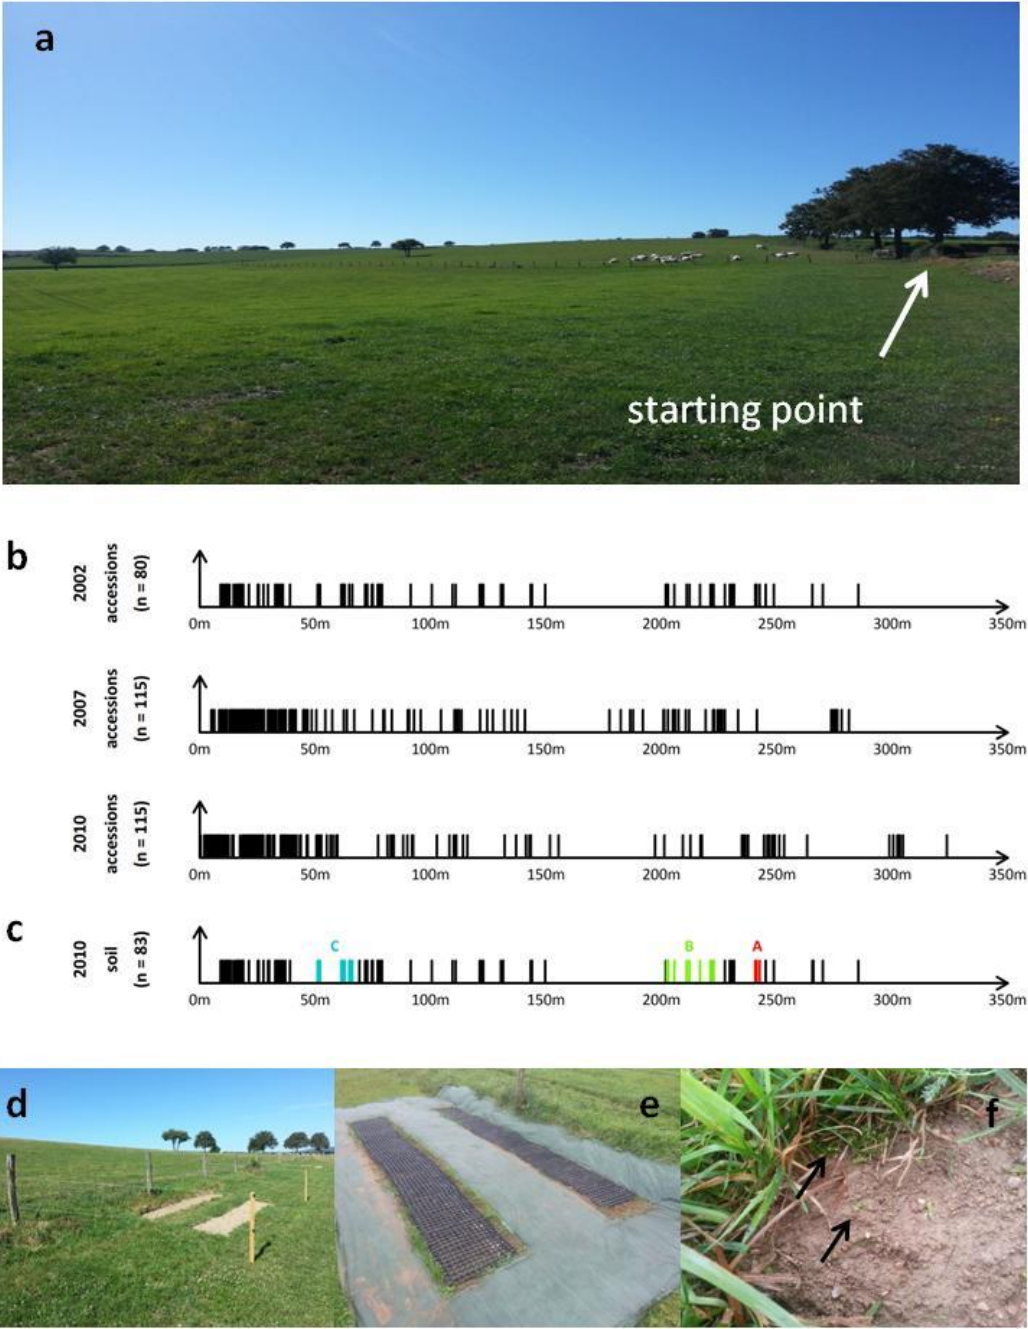 a
starting point
b
2002
accessions
(n = 80)
0m 50m 100m 150m 200m 250m 300m 350m
2007
accessions
(n = 115)
0m 50m 100m 150m 200m 250m 300m 350m
2010
accessions
(n = 115)
0m 50m 100m 150m 200m 250m 300m 350m
c
2010
soil
(n = 83)
C B A
0m 50m 100m 150m 200m 250m 300m 350m
d e f